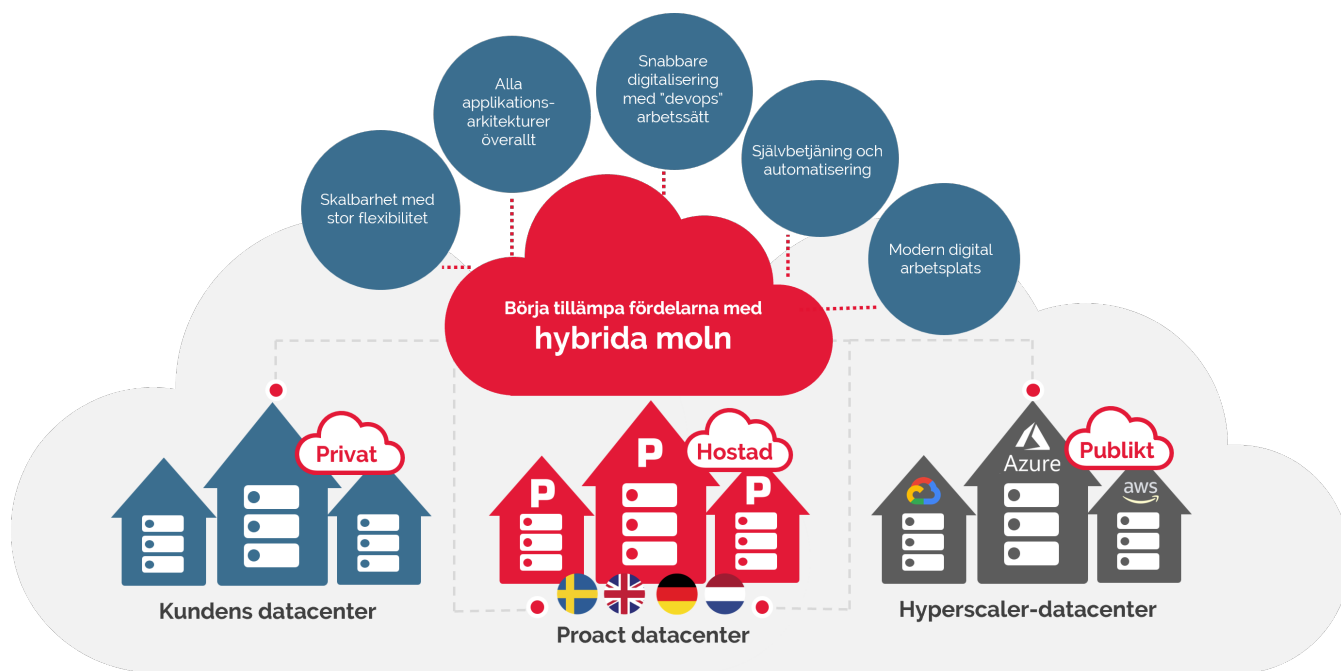 Snabbare
digitalisering
med "devops"
arbetssätt
Alla
applikations-
arkitekturer
överallt
Självbetjäning och
automatisering
Skalbarhet med
stor flexibilitet
Modern digital
arbetsplats
Börja tillämpa fördelarna med
hybrida moln
Privat
P
P
P
Hostad
Azure
Publikt
aws
Kundens datacenter
Proact datacenter
Hyperscaler-datacenter